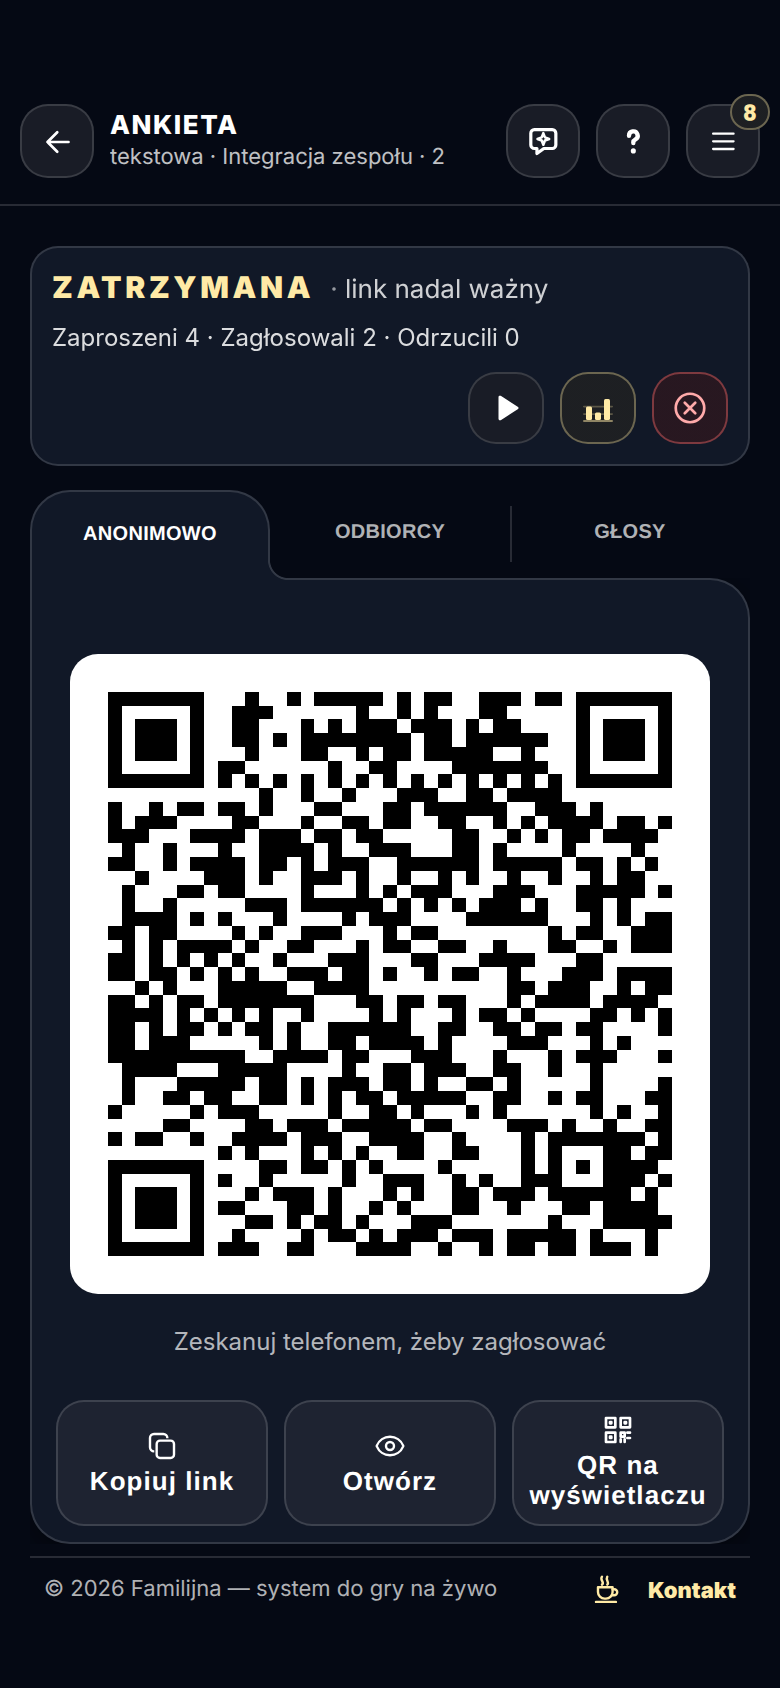 ANKIETA
8
tekstowa · Integracja zespołu · 2
ZATRZYMANA · link nadal ważny
Zaproszeni 4 · Zagłosowali 2 · Odrzucili 0
ANONIMOWO
ODBIORCY
GŁOSY
Zeskanuj telefonem, żeby zagłosować
Kopiuj link
Otwórz
QR na
wyświetlaczu
© 2026 Familijna — system do gry na żywo
Kontakt